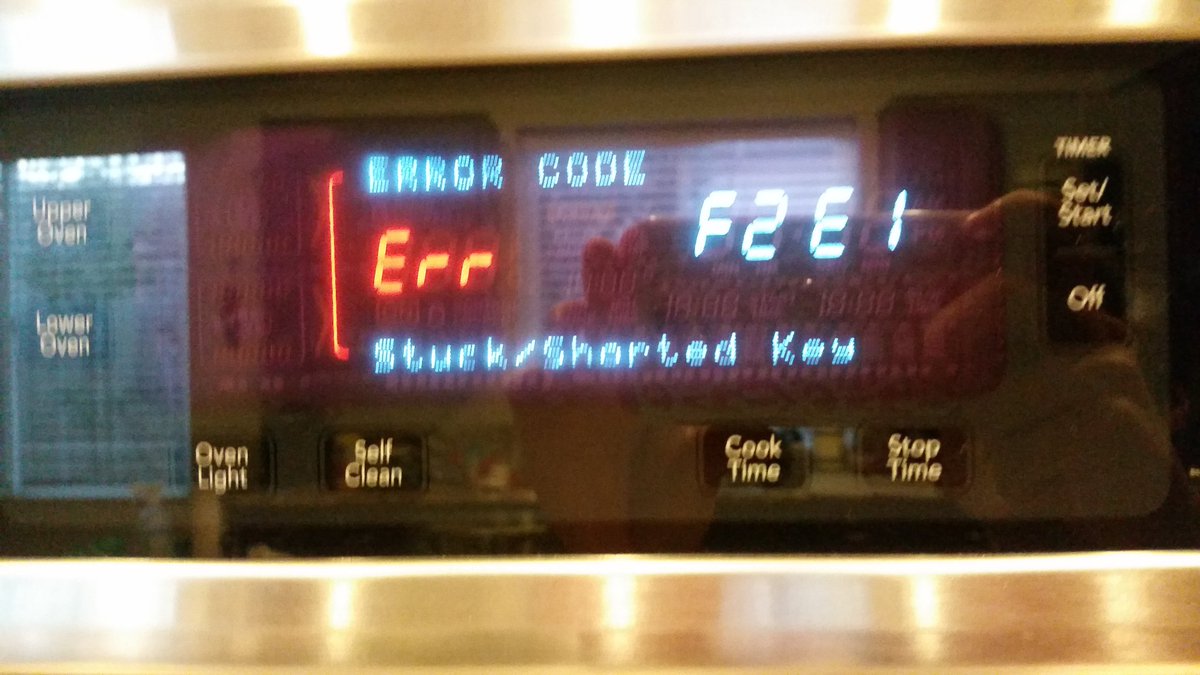 ERROR CODE
Err
F2E1
Stuck/Shorted Key
Upper
Oven
Lower
Oven
Oven
Light
Self
Clean
Cook
Time
Stop
Time
TIMER
Set/
Start
Off